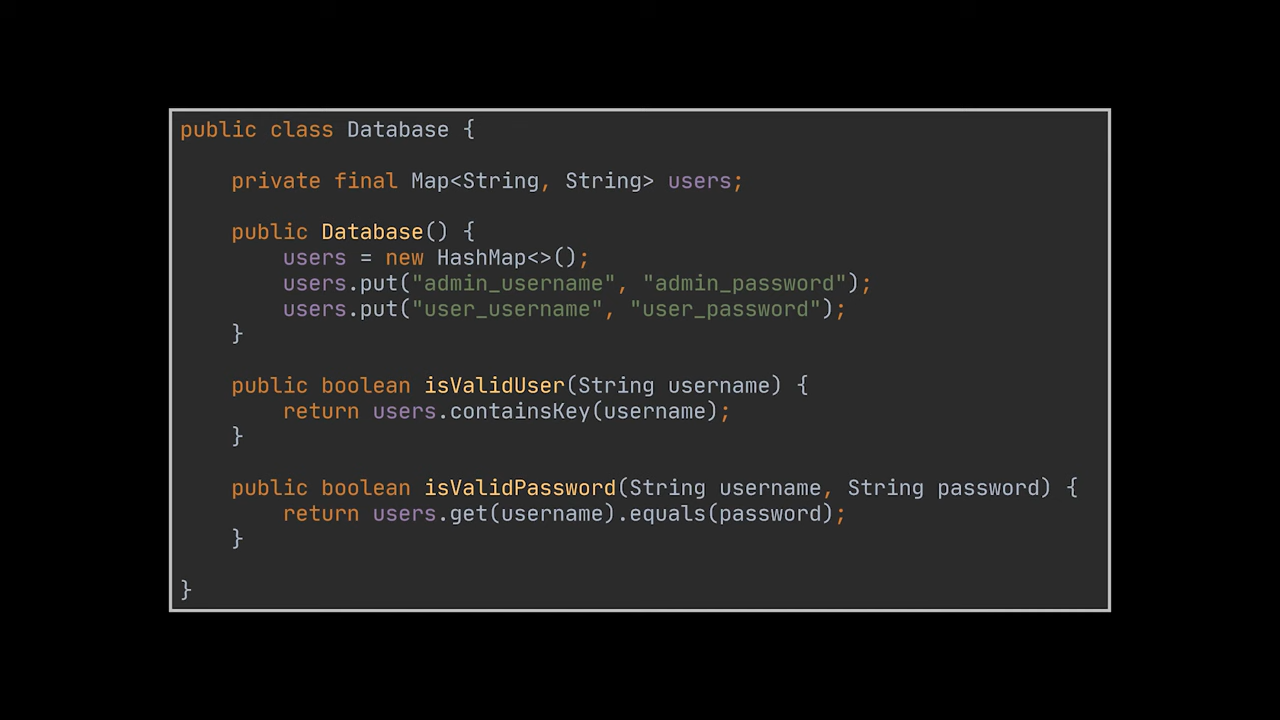 public class Database {
private final Map<String, String> users;
public Database() {
users = new HashMap<>();
users.put("admin_username", "admin_password");
users.put("user_username", "user_password");
}
public boolean isValidUser(String username) {
return users.containsKey(username);
}
public boolean isValidPassword(String username, String password) {
return users.get(username).equals(password);
}
}